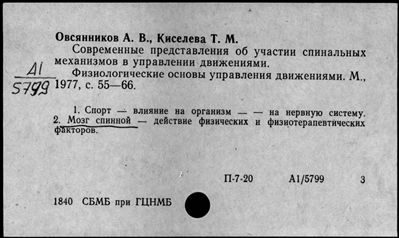 Овсянников А. В., Киселева Т. М.
Современные представления об участии спинальных
механизмов в управлении движениями.
Физиологические основы управления движениями. М.,
1977, с. 55—66.
А1
5799
1. Спорт — влияние на организм — — на нервную систему.
2. Мозг спинной — действие физических и физиотерапевтических
факторов.
П-7-20 А1/5799 3
1840 СБМБ при ГЦНМБ